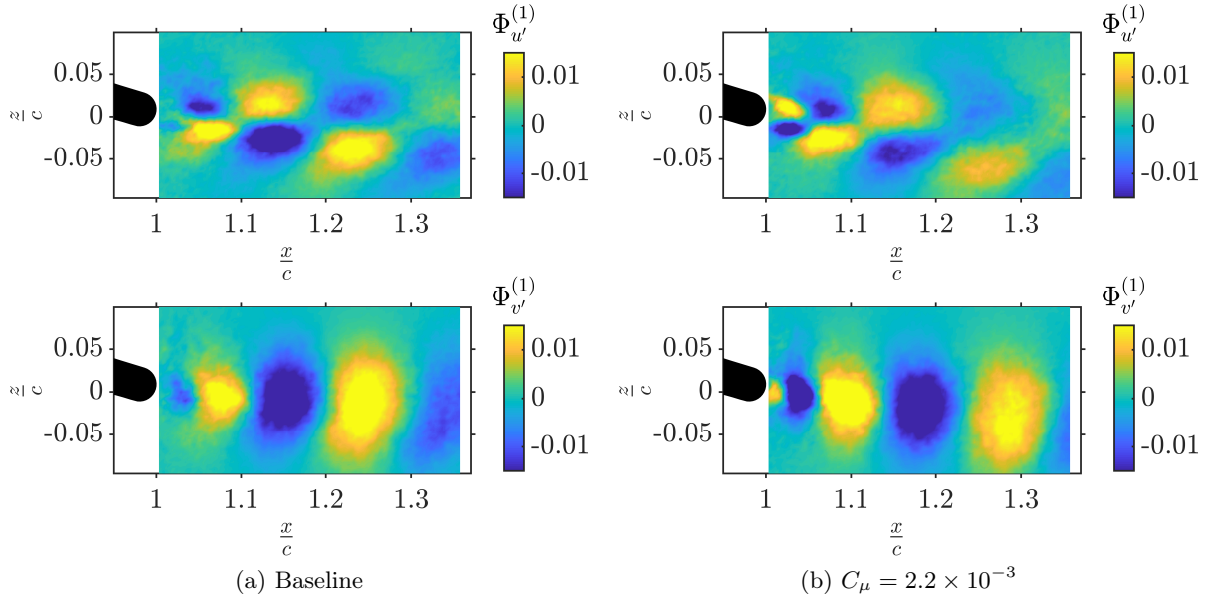 Φ_{u'}^{(1)}
0.05
0
-0.05
z/c
1 1.1 1.2 1.3
x/c
0.01
0
-0.01
Φ_{u'}^{(1)}
0.05
0
-0.05
z/c
1 1.1 1.2 1.3
x/c
0.01
0
-0.01
Φ_{v'}^{(1)}
0.05
0
-0.05
z/c
1 1.1 1.2 1.3
x/c
0.01
0
-0.01
Φ_{v'}^{(1)}
0.05
0
-0.05
z/c
1 1.1 1.2 1.3
x/c
0.01
0
-0.01
(a) Baseline
(b) C_μ = 2.2 × 10^{-3}